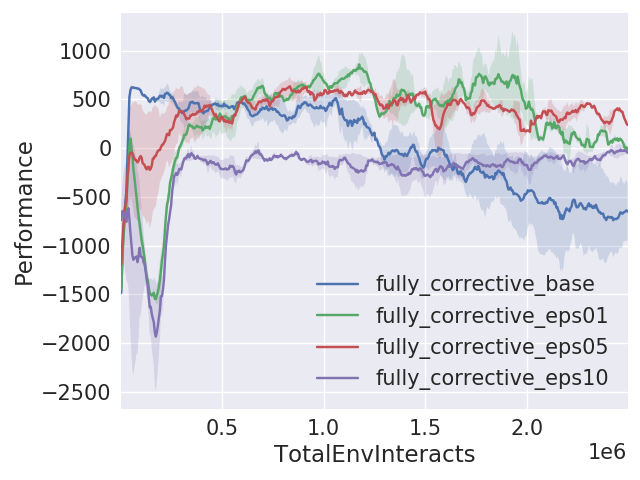 1000
500
0
−500
−1000
−1500
−2000
−2500
Performance
fully_corrective_base
fully_corrective_eps01
fully_corrective_eps05
fully_corrective_eps10
0.5
1.0
1.5
2.0
1e6
TotalEnvInteracts